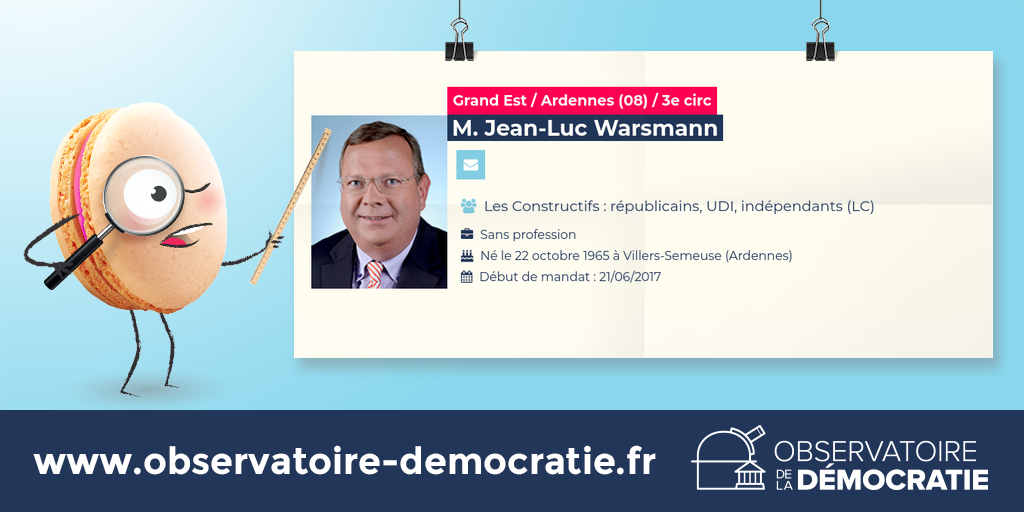 Grand Est / Ardennes (08) / 3e circ
M. Jean-Luc Warsmann
Les Constructifs : républicains, UDI, indépendants (LC)
Sans profession
Né le 22 octobre 1965 à Villers-Semeuse (Ardennes)
Début de mandat : 21/06/2017
www.observatoire-democratie.fr
OBSERVATOIRE
DE LA DÉMOCRATIE